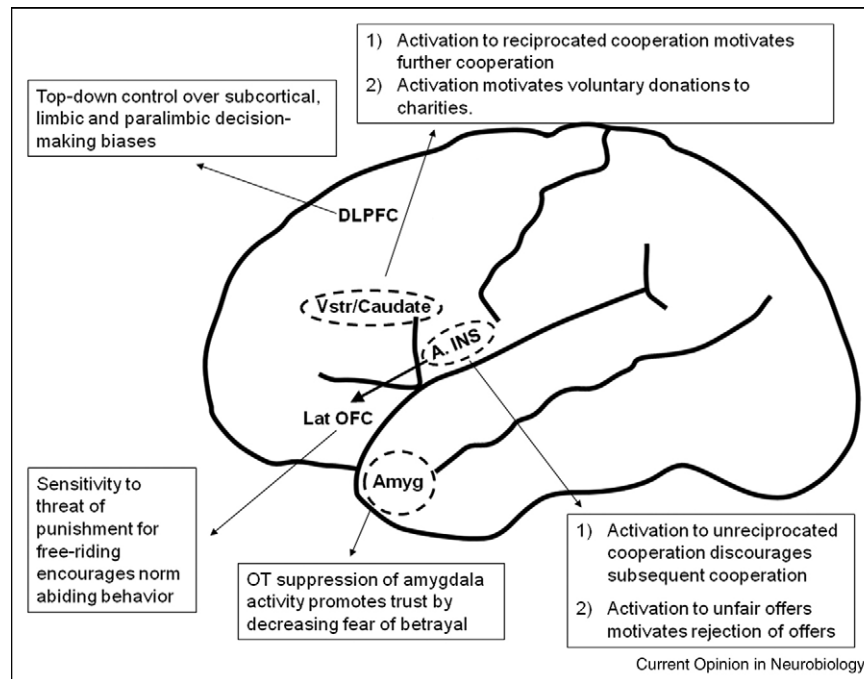 1) Activation to reciprocated cooperation motivates
further cooperation
2) Activation motivates voluntary donations to
charities.
Top-down control over subcortical,
limbic and paralimbic decision-
making biases
DLPFC
Vstr/Caudate
A. INS
Lat OFC
Amyg
Sensitivity to
threat of
punishment for
free-riding
encourages norm
abiding behavior
OT suppression of amygdala
activity promotes trust by
decreasing fear of betrayal
1) Activation to unreciprocated
cooperation discourages
subsequent cooperation
2) Activation to unfair offers
motivates rejection of offers
Current Opinion in Neurobiology